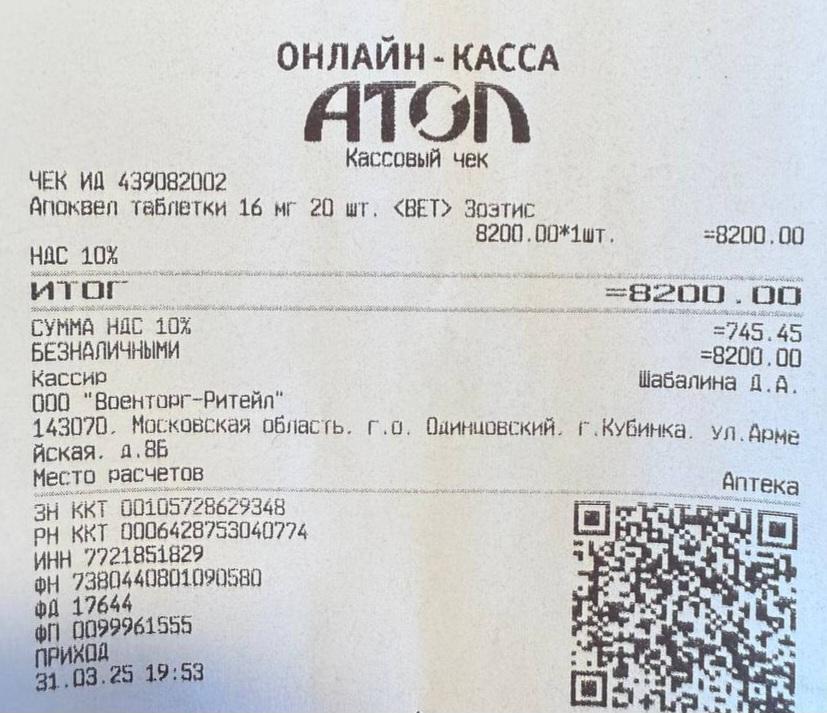 ОНЛАЙН-КАССА
АТОЛ
Кассовый чек
ЧЕК ИД 439082002
Апоквел таблетки 16 мг 20 шт. <ВЕТ> Зоэтис
8200.00*1шт. =8200.00
НДС 10%
ИТОГ =8200.00
СУММА НДС 10% =745.45
БЕЗНАЛИЧНЫМИ =8200.00
Кассир Шабалина Д.А.
ООО "Военторг-Ритейл"
143070, Московская область, г.о. Одинцовский, г.Кубинка, ул.Арме
йская, д.8Б
Место расчетов Аптека
ЗН ККТ 00105728629348
РН ККТ 0006428753040774
ИНН 7721851829
ФН 7380440801090580
ФД 17644
ФП 0099961555
ПРИХОД
31.03.25 19:53